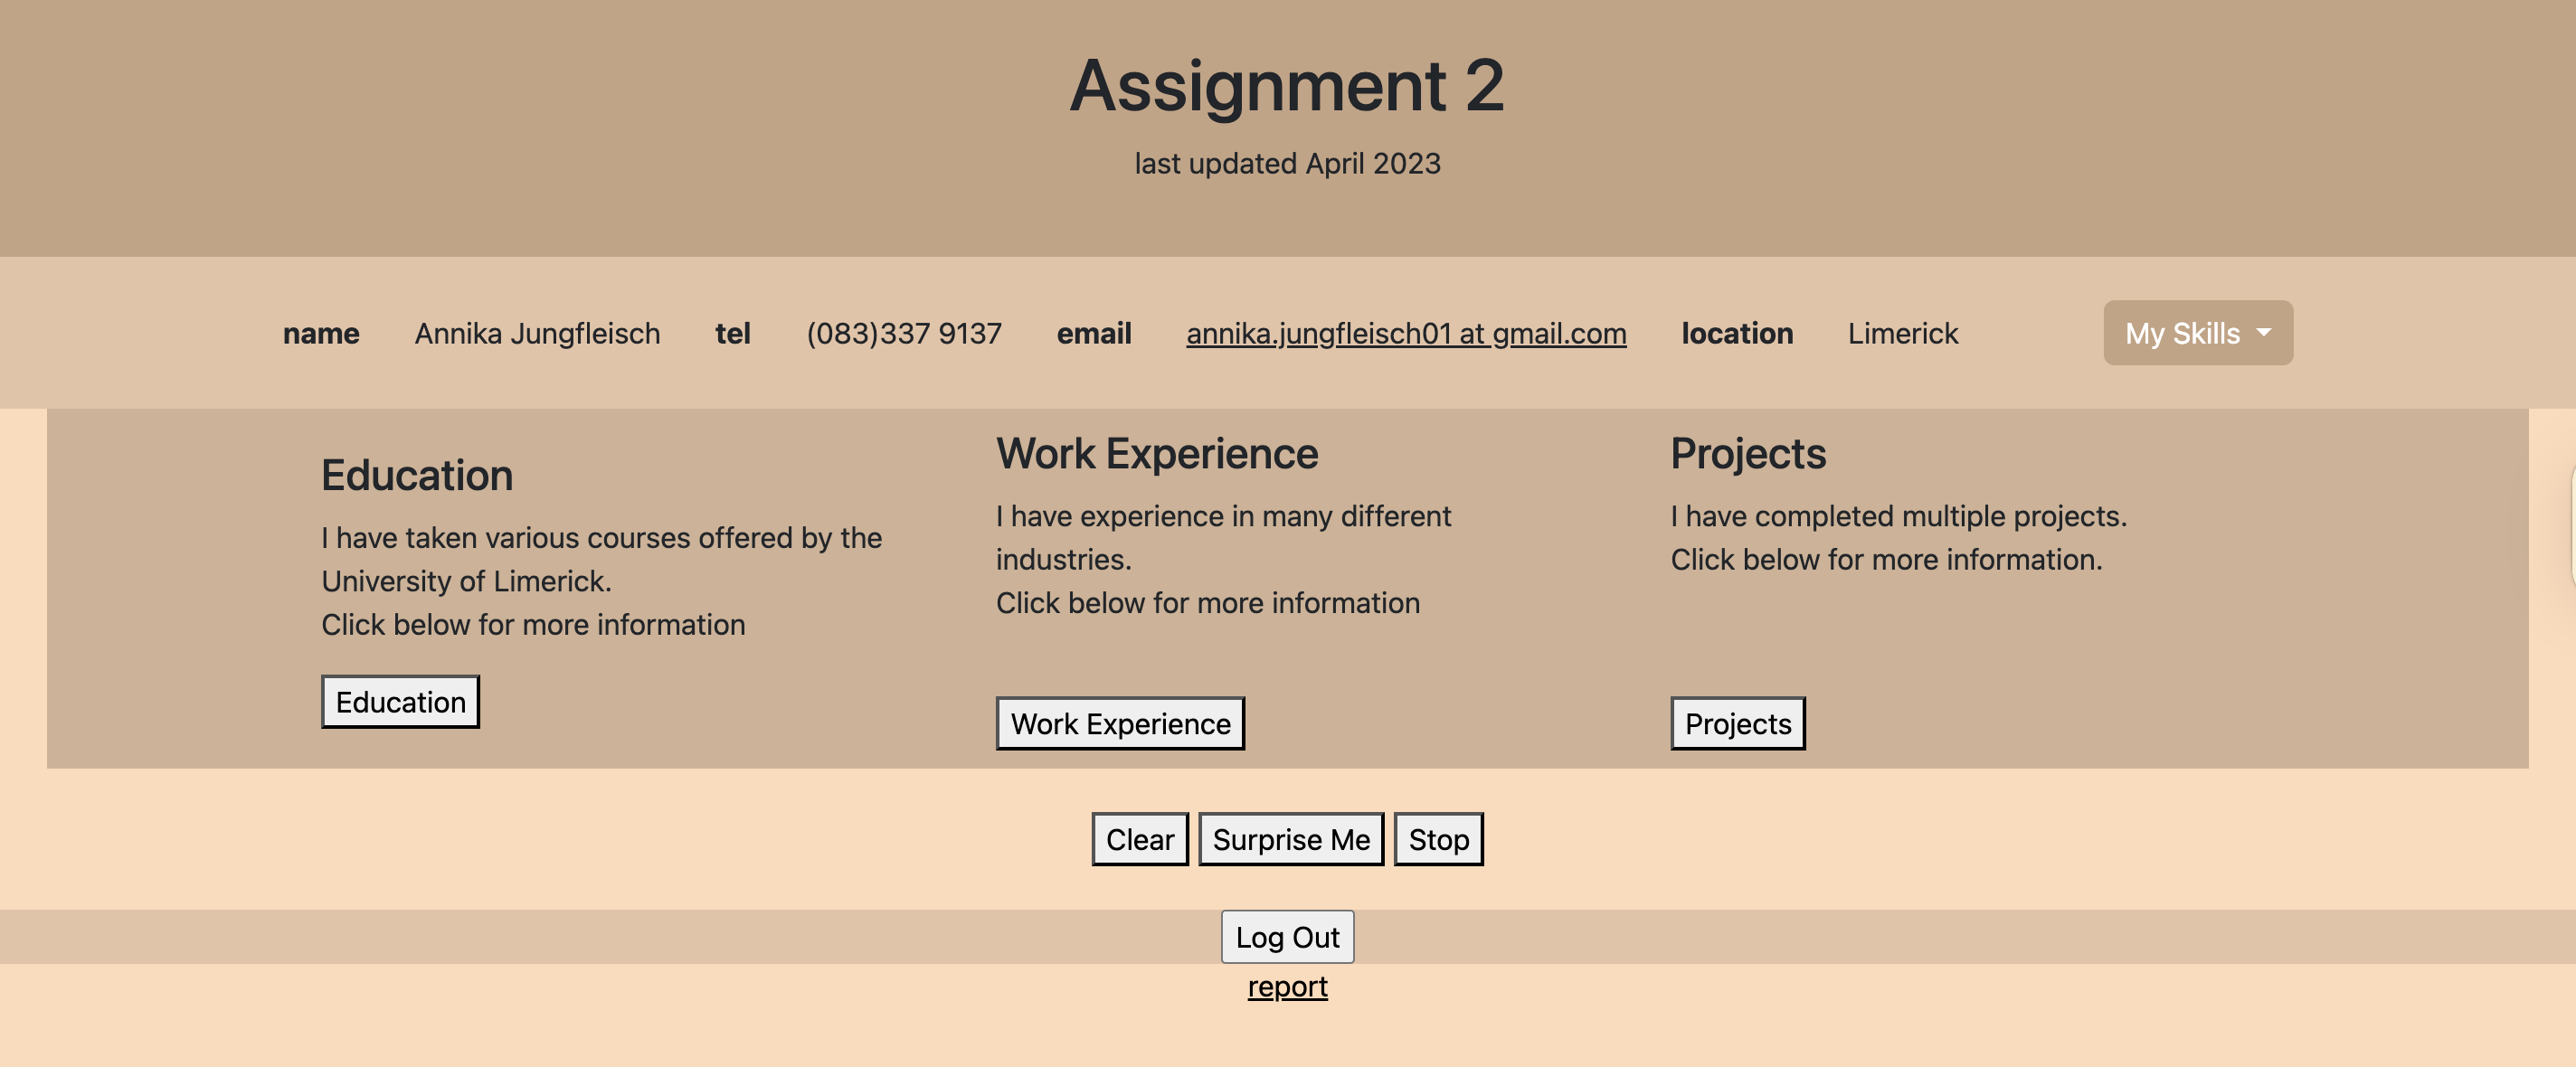 Assignment 2
last updated April 2023
name Annika Jungfleisch tel (083)337 9137 email annika.jungfleisch01 at gmail.com location Limerick My Skills
Education
I have taken various courses offered by the
University of Limerick.
Click below for more information
Education
Work Experience
I have experience in many different
industries.
Click below for more information
Work Experience
Projects
I have completed multiple projects.
Click below for more information.
Projects
Clear Surprise Me Stop
Log Out
report